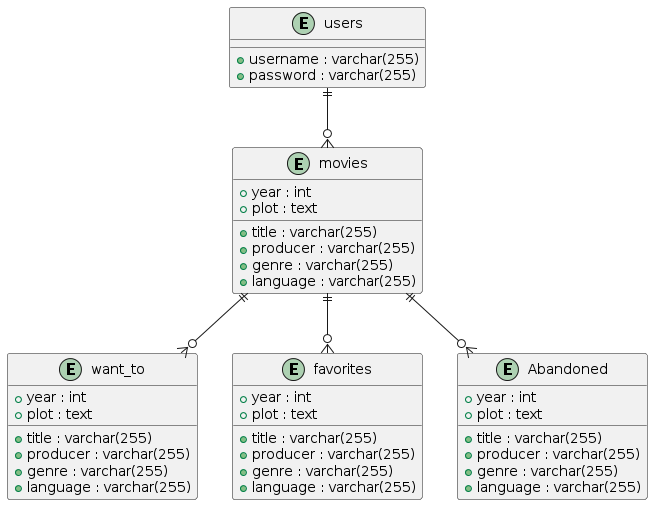 E users
username : varchar(255)
password : varchar(255)
E movies
year : int
plot : text
title : varchar(255)
producer : varchar(255)
genre : varchar(255)
language : varchar(255)
E want_to
year : int
plot : text
title : varchar(255)
producer : varchar(255)
genre : varchar(255)
language : varchar(255)
E favorites
year : int
plot : text
title : varchar(255)
producer : varchar(255)
genre : varchar(255)
language : varchar(255)
E Abandoned
year : int
plot : text
title : varchar(255)
producer : varchar(255)
genre : varchar(255)
language : varchar(255)